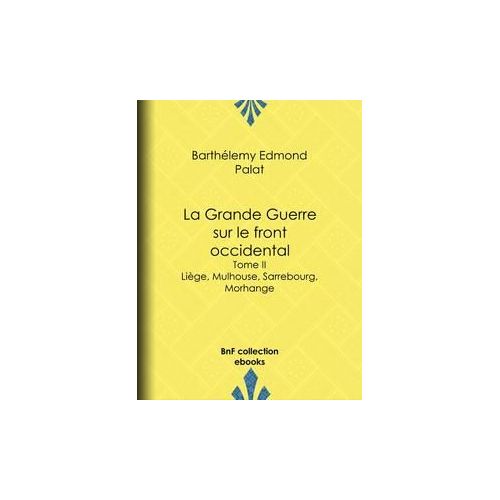 Barthélemy Edmond
Palat
La Grande Guerre
sur le front
occidental
Tome II
Liège, Mulhouse, Sarrebourg,
Morhange
BnF collection
ebooks